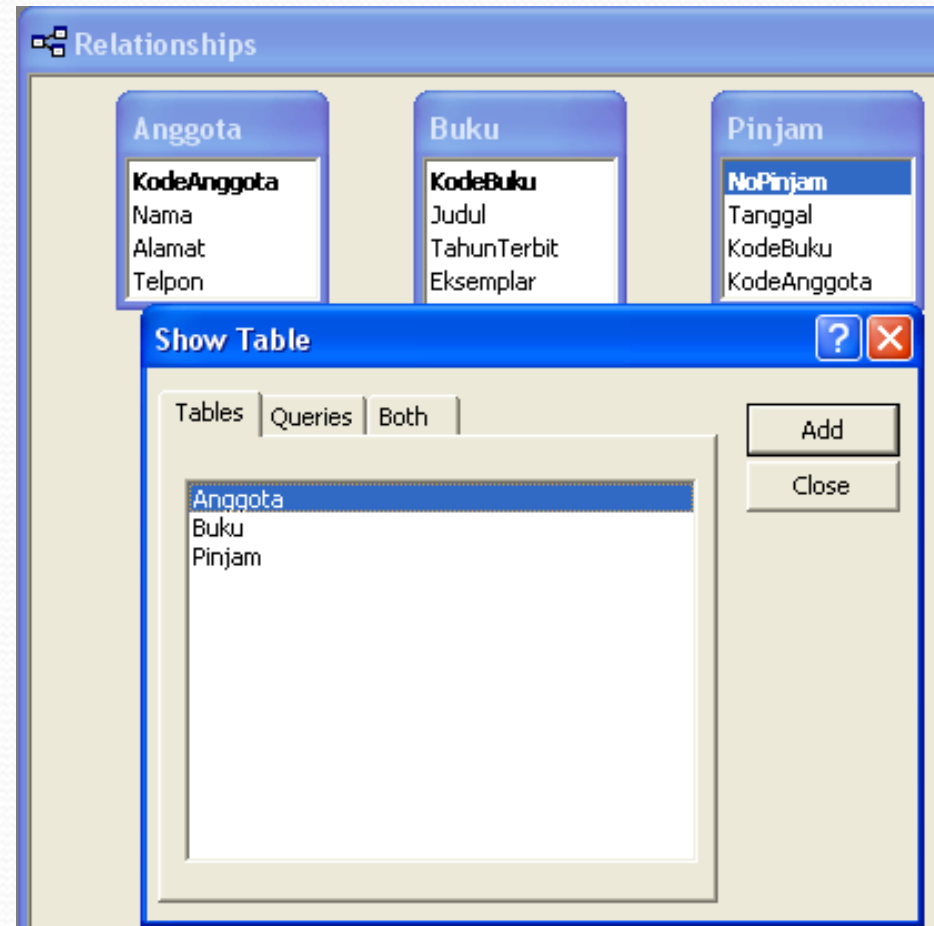 Relationships
Anggota
KodeAnggota
Nama
Alamat
Telpon
Buku
KodeBuku
Judul
TahunTerbit
Eksemplar
Pinjam
NoPinjam
Tanggal
KodeBuku
KodeAnggota
Show Table
?
Tables
Queries
Both
Anggota
Buku
Pinjam
Add
Close